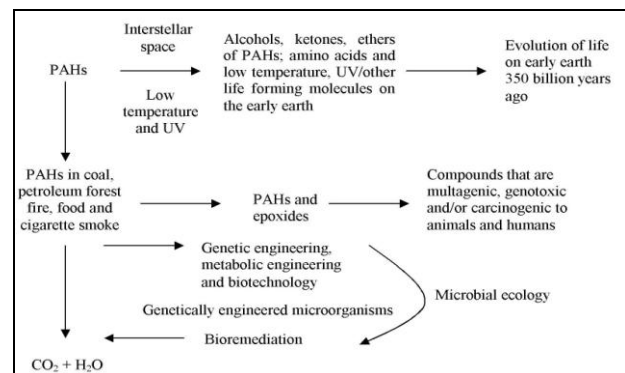 Interstellar
space
PAHs
Low
temperature
and UV
Alcohols, ketones, ethers
of PAHs; amino acids and
low temperature, UV/other
life forming molecules on
the early earth
Evolution of life
on early earth
350 billion years
ago
PAHs in coal,
petroleum forest
fire, food and
cigarette smoke
PAHs and
epoxides
Compounds that are
multagenic, genotoxic
and/or carcinogenic to
animals and humans
Genetic engineering,
metabolic engineering
and biotechnology
Microbial ecology
Genetically engineered microorganisms
Bioremediation
CO₂ + H₂O